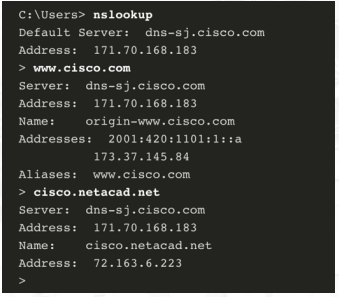 C:\Users> nslookup
Default Server:  dns-sj.cisco.com
Address:  171.70.168.183
> www.cisco.com
Server:  dns-sj.cisco.com
Address:  171.70.168.183
Name:    origin-www.cisco.com
Addresses:  2001:420:1101:1::a
          173.37.145.84
Aliases:  www.cisco.com
> cisco.netacad.net
Server:  dns-sj.cisco.com
Address:  171.70.168.183
Name:    cisco.netacad.net
Address:  72.163.6.223
>